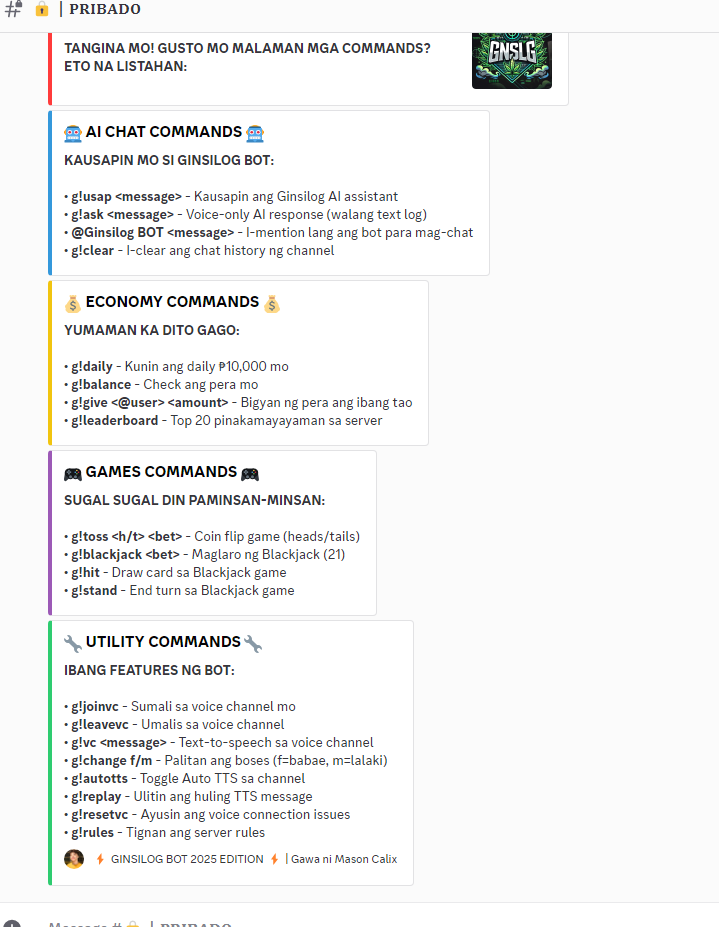 | PRIBADO
TANGINA MO! GUSTO MO MALAMAN MGA COMMANDS?
ETO NA LISTAHAN:
GNSLG
AI CHAT COMMANDS
KAUSAPIN MO SI GINSILOG BOT:
• g!usap <message> - Kausapin ang Ginsilog AI assistant
• g!ask <message> - Voice-only AI response (walang text log)
• @Ginsilog BOT <message> - I-mention lang ang bot para mag-chat
• g!clear - I-clear ang chat history ng channel
ECONOMY COMMANDS
YUMAMAN KA DITO GAGO:
• g!daily - Kunin ang daily ₱10,000 mo
• g!balance - Check ang pera mo
• g!give <@user> <amount> - Bigyan ng pera ang ibang tao
• g!leaderboard - Top 20 pinakamayayaman sa server
GAMES COMMANDS
SUGAL SUGAL DIN PAMINSAN-MINSAN:
• g!toss <h/t> <bet> - Coin flip game (heads/tails)
• g!blackjack <bet> - Maglaro ng Blackjack (21)
• g!hit - Draw card sa Blackjack game
• g!stand - End turn sa Blackjack game
UTILITY COMMANDS
IBANG FEATURES NG BOT:
• g!joinvc - Sumali sa voice channel mo
• g!leavevc - Umalis sa voice channel
• g!vc <message> - Text-to-speech sa voice channel
• g!change f/m - Palitan ang boses (f=babae, m=lalaki)
• g!autotts - Toggle Auto TTS sa channel
• g!replay - Ulitin ang huling TTS message
• g!resetvc - Ayusin ang voice connection issues
• g!rules - Tignan ang server rules
⚡ GINSILOG BOT 2025 EDITION ⚡ | Gawa ni Mason Calix
Message # 🔒 | PRIBADO